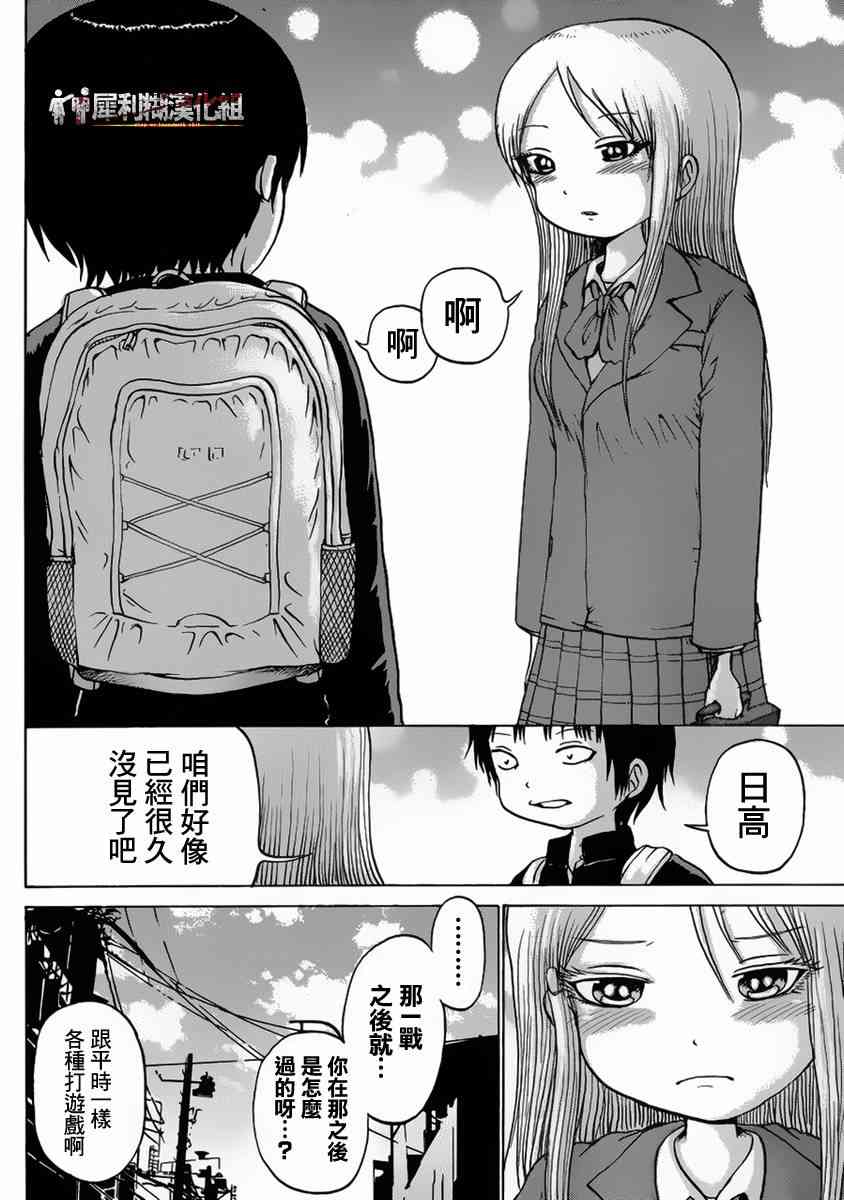 犀利猢漢化組
啊
啊
日高
咱們好像
已經很久
沒見了吧
………
那一戰
之後就…
你在那之後
是怎麼
過的呀…?
跟平時一樣
各種打遊戲啊